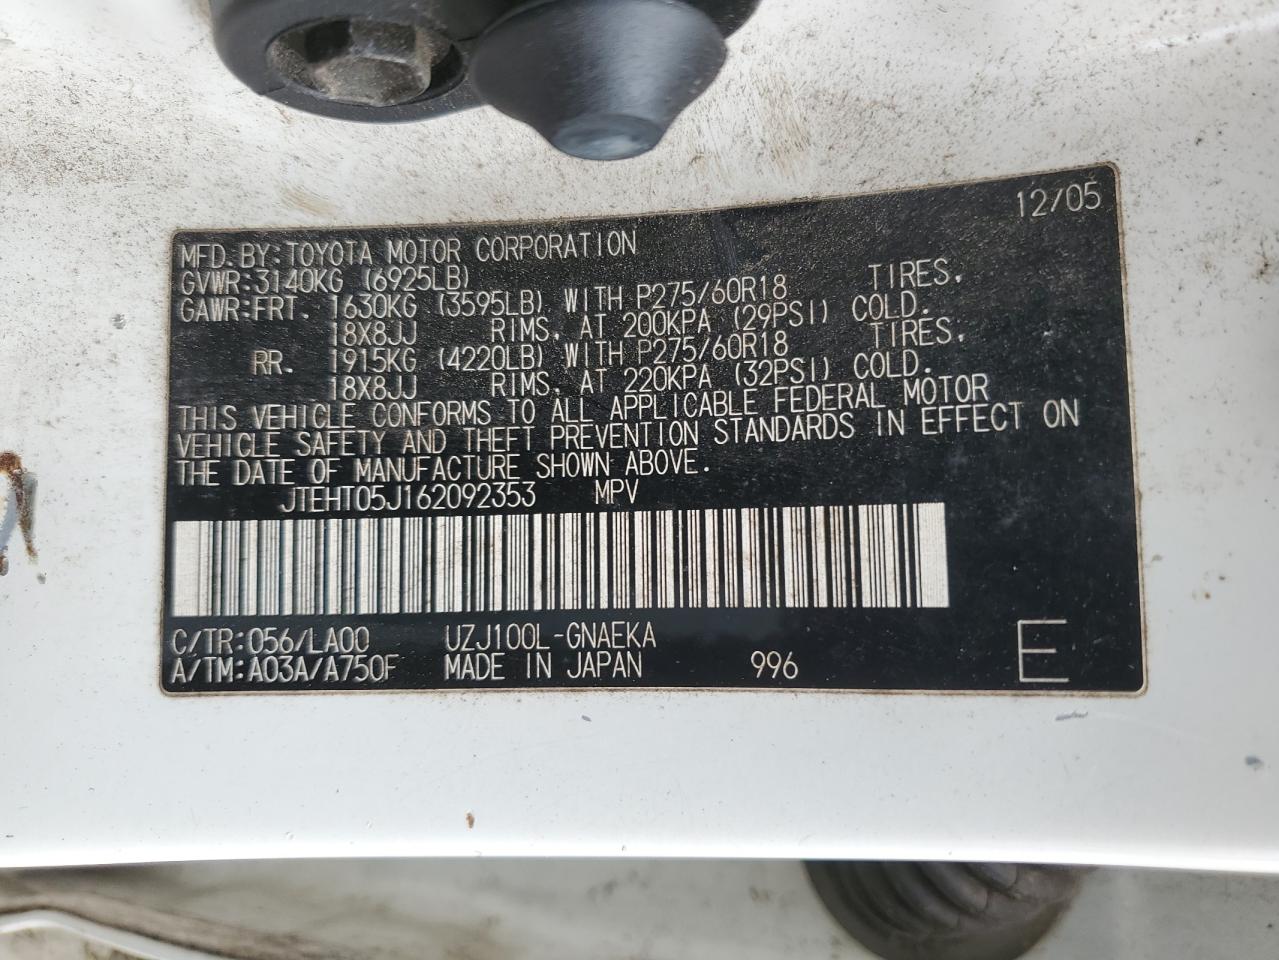 12/05
MFD.BY:TOYOTA MOTOR CORPORATION
GVWR:3140KG (6925LB)
GAWR:FRT. 1630KG (3595LB) WITH P275/60R18 TIRES,
18X8JJ RIMS, AT 200KPA (29PSI) COLD.
RR. 1915KG (4220LB) WITH P275/60R18 TIRES,
18X8JJ RIMS, AT 220KPA (32PSI) COLD.
THIS VEHICLE CONFORMS TO ALL APPLICABLE FEDERAL MOTOR
VEHICLE SAFETY AND THEFT PREVENTION STANDARDS IN EFFECT ON
THE DATE OF MANUFACTURE SHOWN ABOVE.
JTEHT05J162092353 MPV
C/TR:056/LA00 UZJ100L-GNAEKA
A/TM:A03A/A750F MADE IN JAPAN 996 E